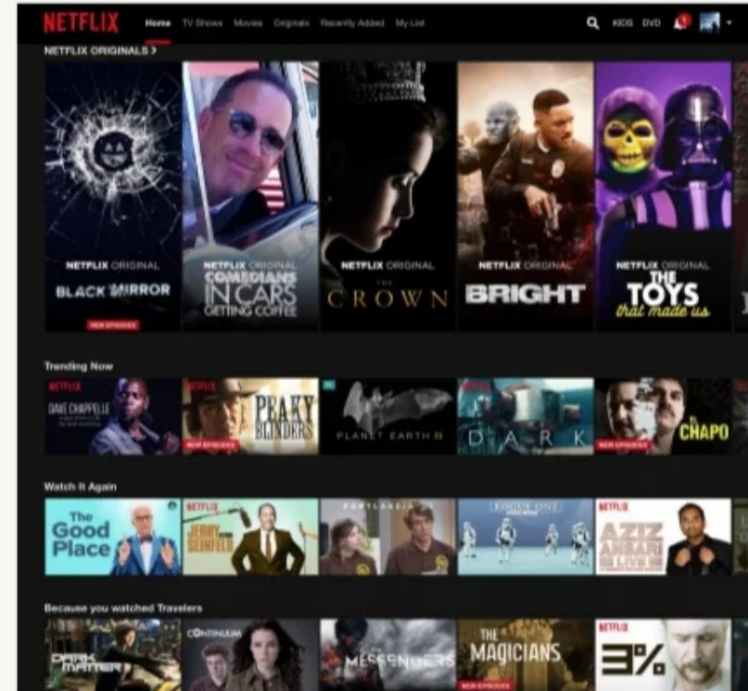 NETFLIX Home TV Shows Movies Originals Recently Added My List KIDS DVD
NETFLIX ORIGINALS >
NETFLIX ORIGINAL
BLACK MIRROR
NEW EPISODES
NETFLIX ORIGINAL
COMEDIANS
IN CARS
GETTING COFFEE
NETFLIX ORIGINAL
THE
CROWN
NETFLIX ORIGINAL
BRIGHT
NETFLIX ORIGINAL
THE
TOYS
that made us
Trending Now
NETFLIX
DAVE CHAPPELLE
NETFLIX
PEAKY
BLINDERS
NEW EPISODES
PLANET EARTH II
DARK
EL
CHAPO
NEW EPISODES
Watch It Again
The
Good
Place
NETFLIX
JERRY BEFORE
SEINFELD
PORTLANDIA
ROGUE ONE
NETFLIX
AZIZ
ANSARI
Because you watched Travelers
DARK
MATTER
CONTINUUM
THE
MESSENGERS
THE
MAGICIANS
NEW EPISODES
NETFLIX
3%